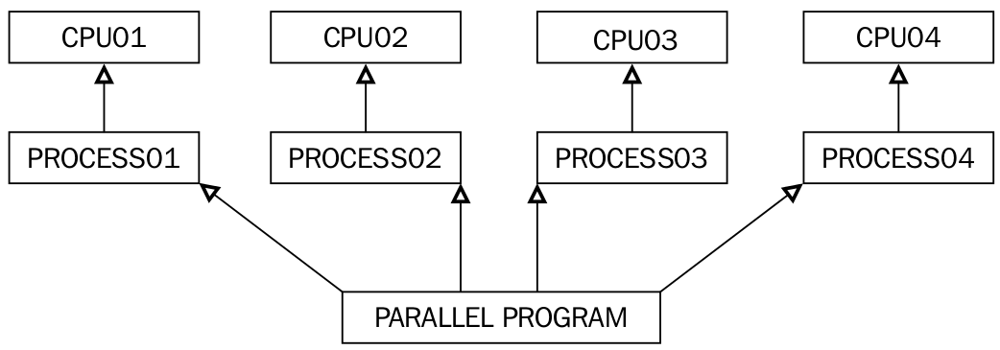 CPU01 CPU02 CPU03 CPU04
PROCESS01 PROCESS02 PROCESS03 PROCESS04
PARALLEL PROGRAM